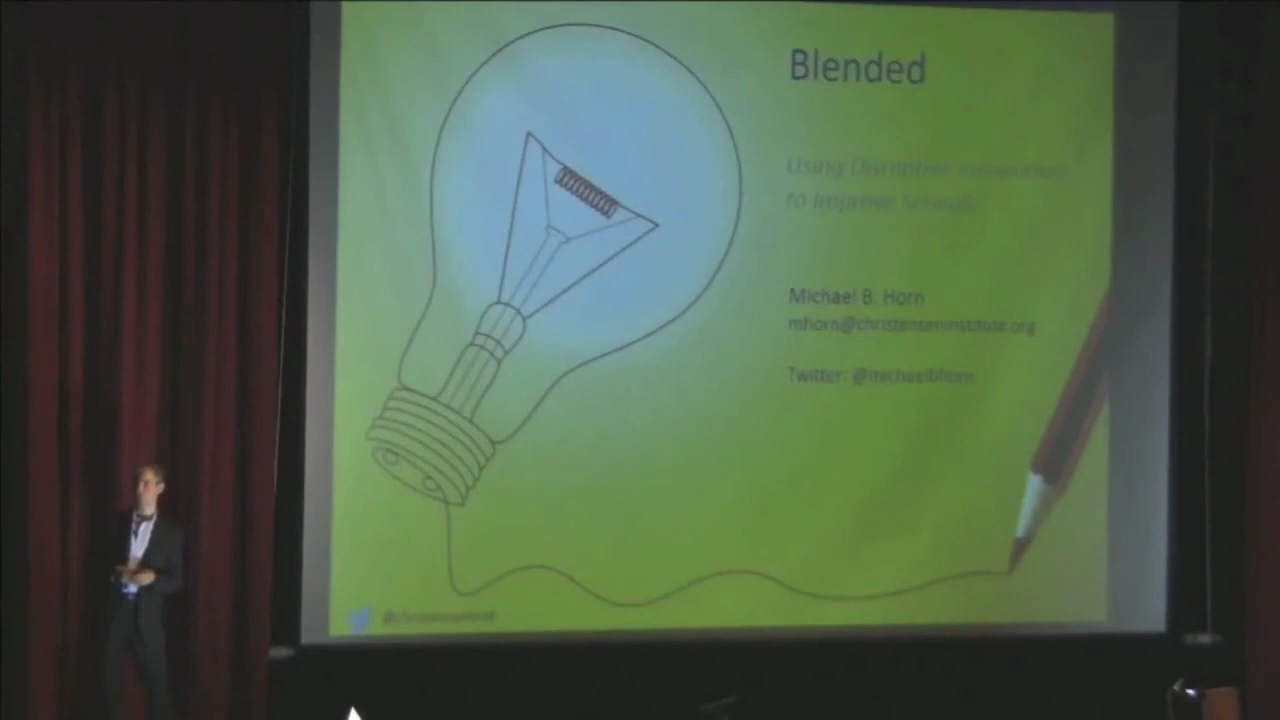 Blended
Using Disruptive Innovation
to Improve Schools
Michael B. Horn
mhorn@christenseninstitute.org
Twitter: @michaelbhorn